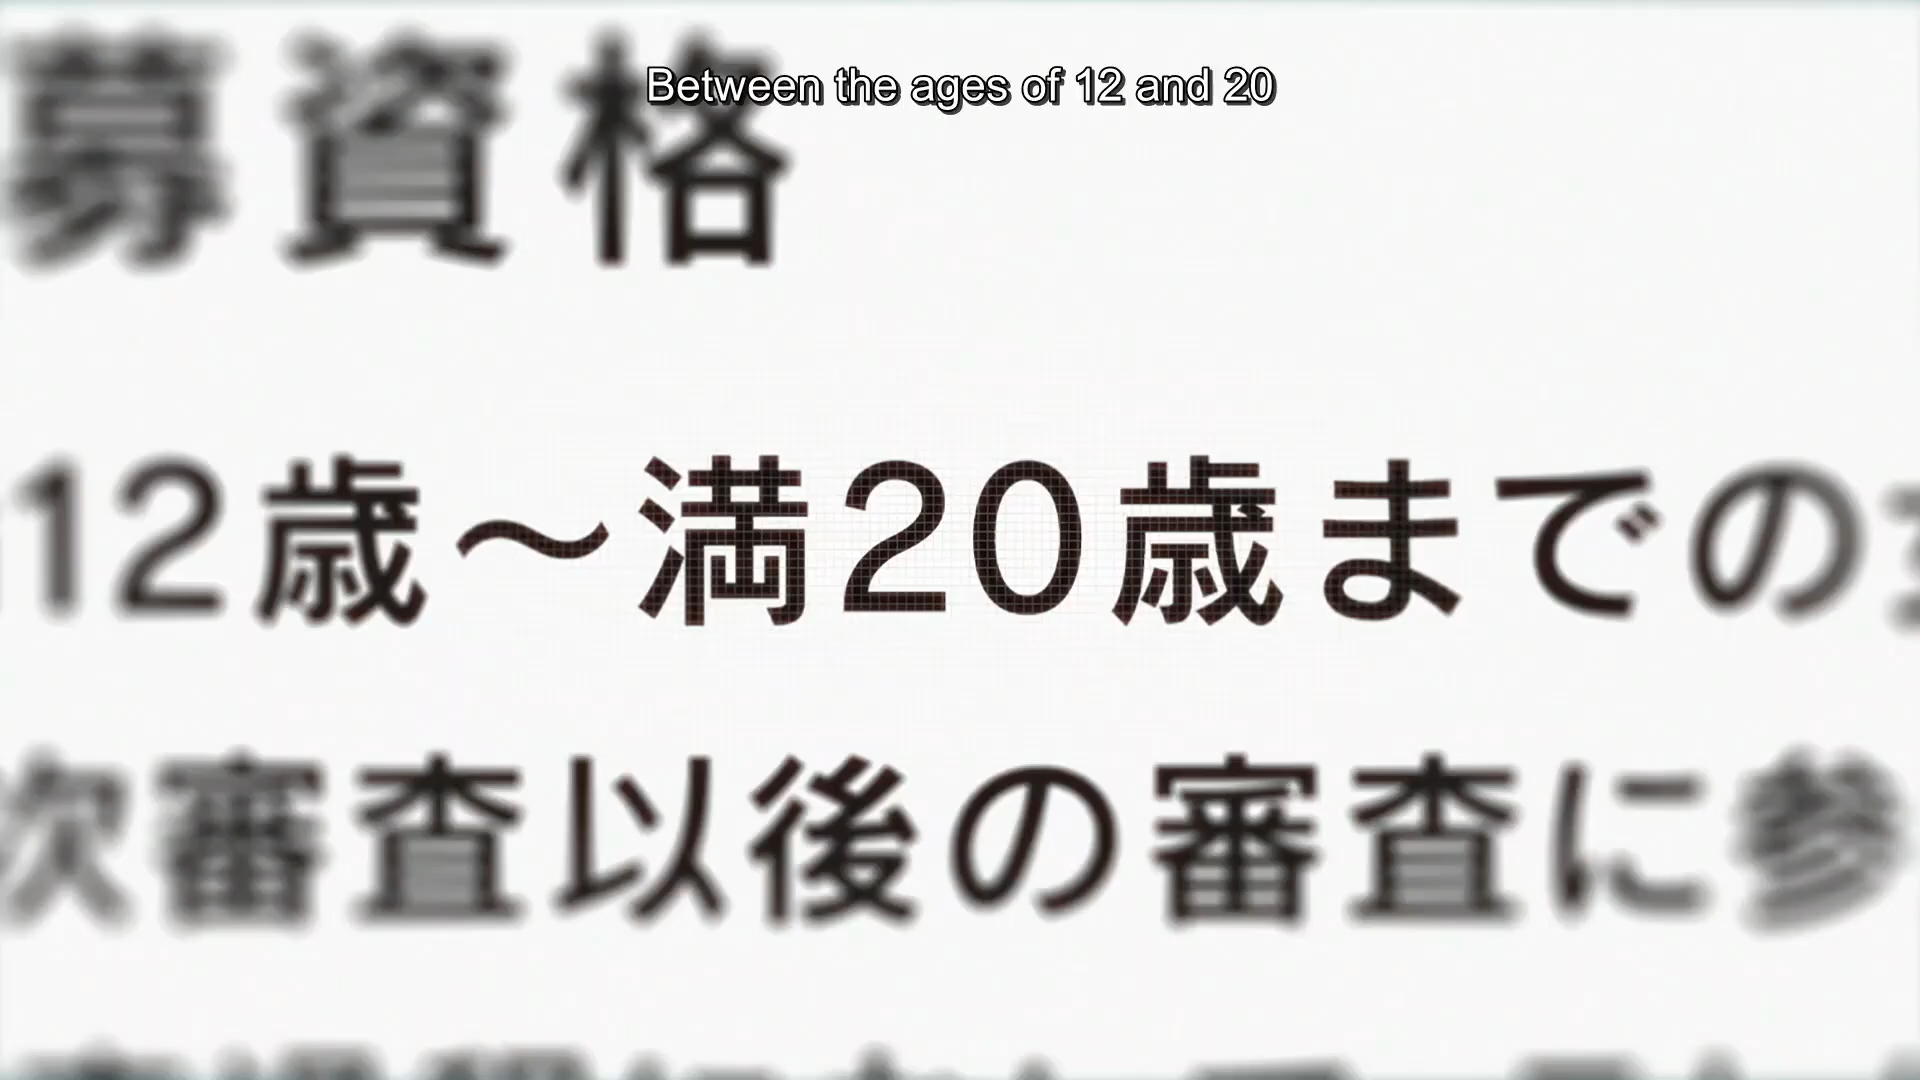 Between the ages of 12 and 20
募資格
12歳～満20歳までの
次審査以後の審査に参